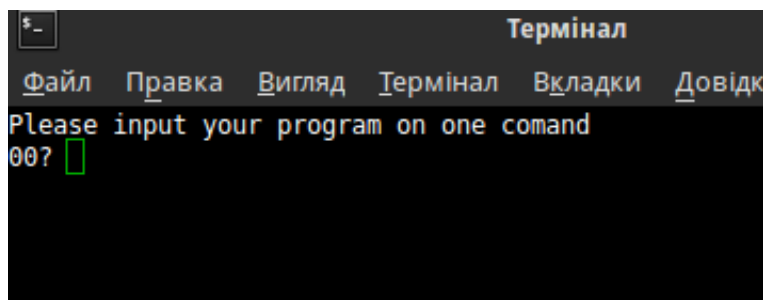 $_
Термінал
Файл Правка Вигляд Термінал Вкладки Довідк
Please input your program on one comand
00?